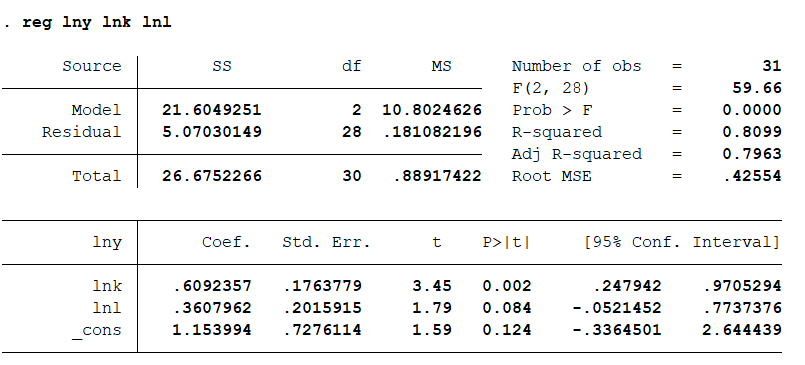 . reg lny lnk lnl
Source SS df MS Number of obs = 31
F(2, 28) = 59.66
Model 21.6049251 2 10.8024626 Prob > F = 0.0000
Residual 5.07030149 28 .181082196 R-squared = 0.8099
Adj R-squared = 0.7963
Total 26.6752266 30 .88917422 Root MSE = .42554
lny Coef. Std. Err. t P>|t| [95% Conf. Interval]
lnk .6092357 .1763779 3.45 0.002 .247942 .9705294
lnl .3607962 .2015915 1.79 0.084 -.0521452 .7737376
_cons 1.153994 .7276114 1.59 0.124 -.3364501 2.644439